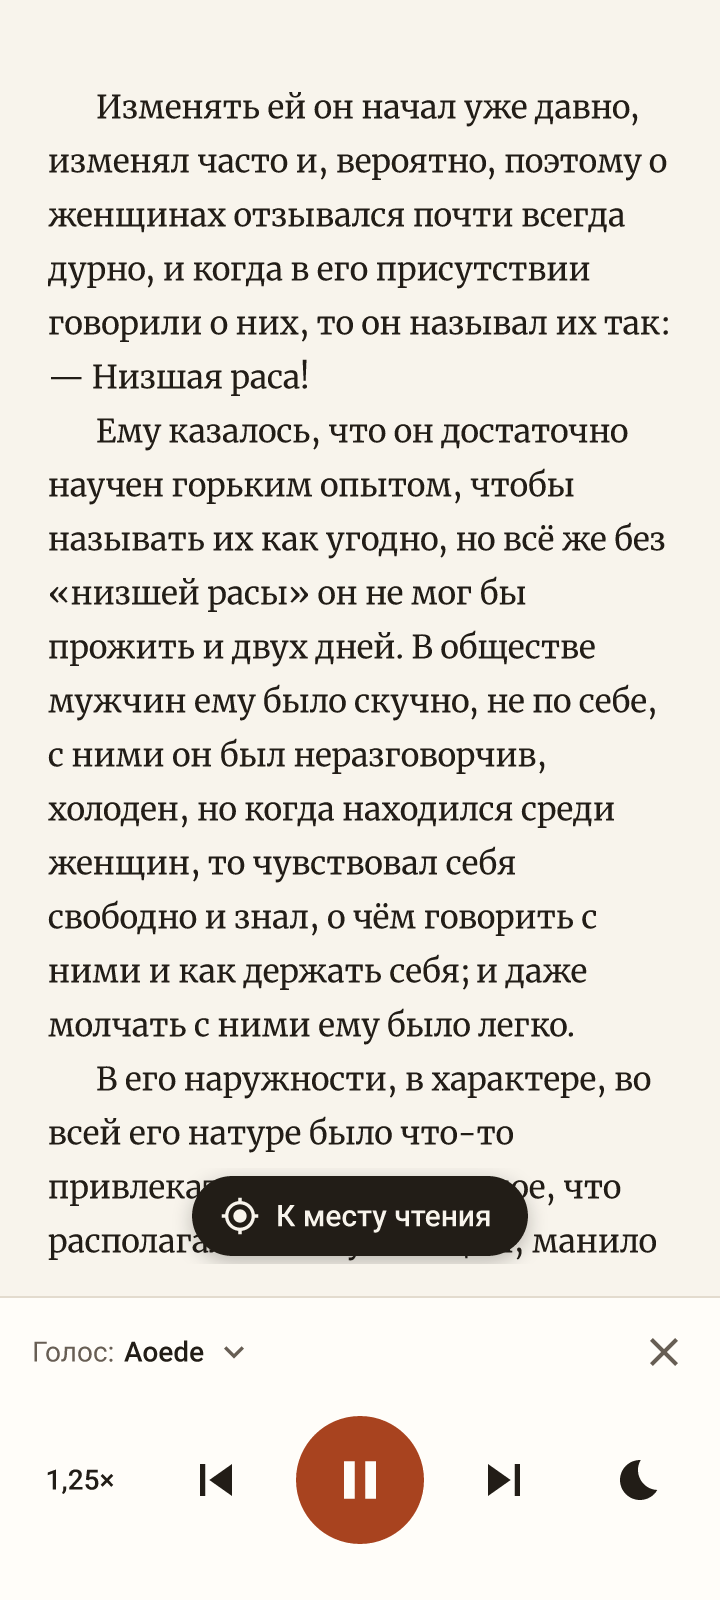 Изменять ей он начал уже давно,
изменял часто и, вероятно, поэтому о
женщинах отзывался почти всегда
дурно, и когда в его присутствии
говорили о них, то он называл их так:
— Низшая раса!
Ему казалось, что он достаточно
научен горьким опытом, чтобы
называть их как угодно, но всё же без
«низшей расы» он не мог бы
прожить и двух дней. В обществе
мужчин ему было скучно, не по себе,
с ними он был неразговорчив,
холоден, но когда находился среди
женщин, то чувствовал себя
свободно и знал, о чём говорить с
ними и как держать себя; и даже
молчать с ними ему было легко.
В его наружности, в характере, во
всей его натуре было что-то
что
манило
К месту чтения
Голос: Aoede
1,25×